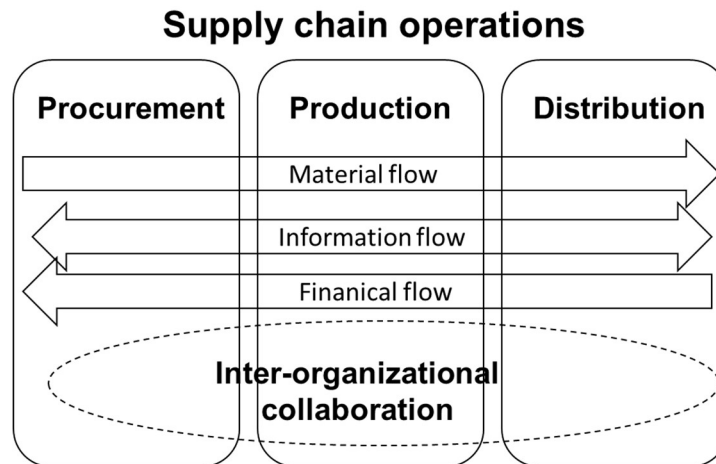 Supply chain operations
Procurement
Production
Distribution
Material flow
Information flow
Finanical flow
Inter-organizational
collaboration